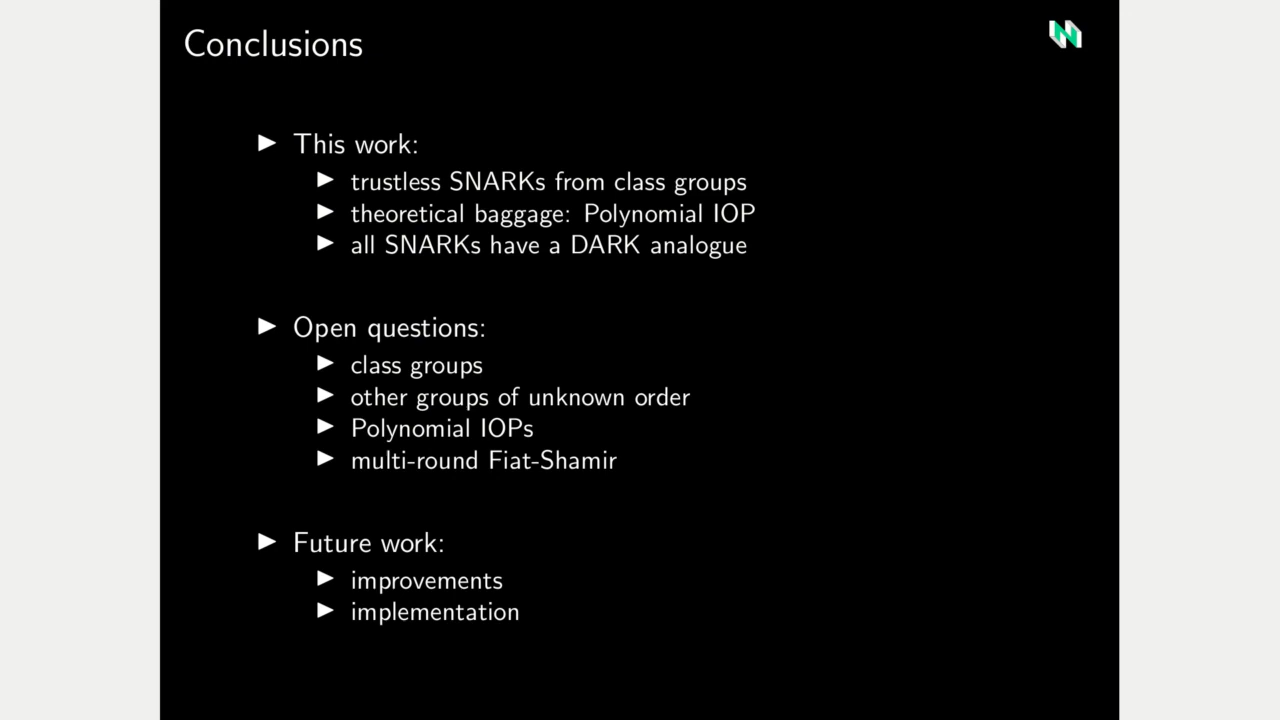 Conclusions
▶ This work:
▶ trustless SNARKs from class groups
▶ theoretical baggage: Polynomial IOP
▶ all SNARKs have a DARK analogue
▶ Open questions:
▶ class groups
▶ other groups of unknown order
▶ Polynomial IOPs
▶ multi-round Fiat-Shamir
▶ Future work:
▶ improvements
▶ implementation